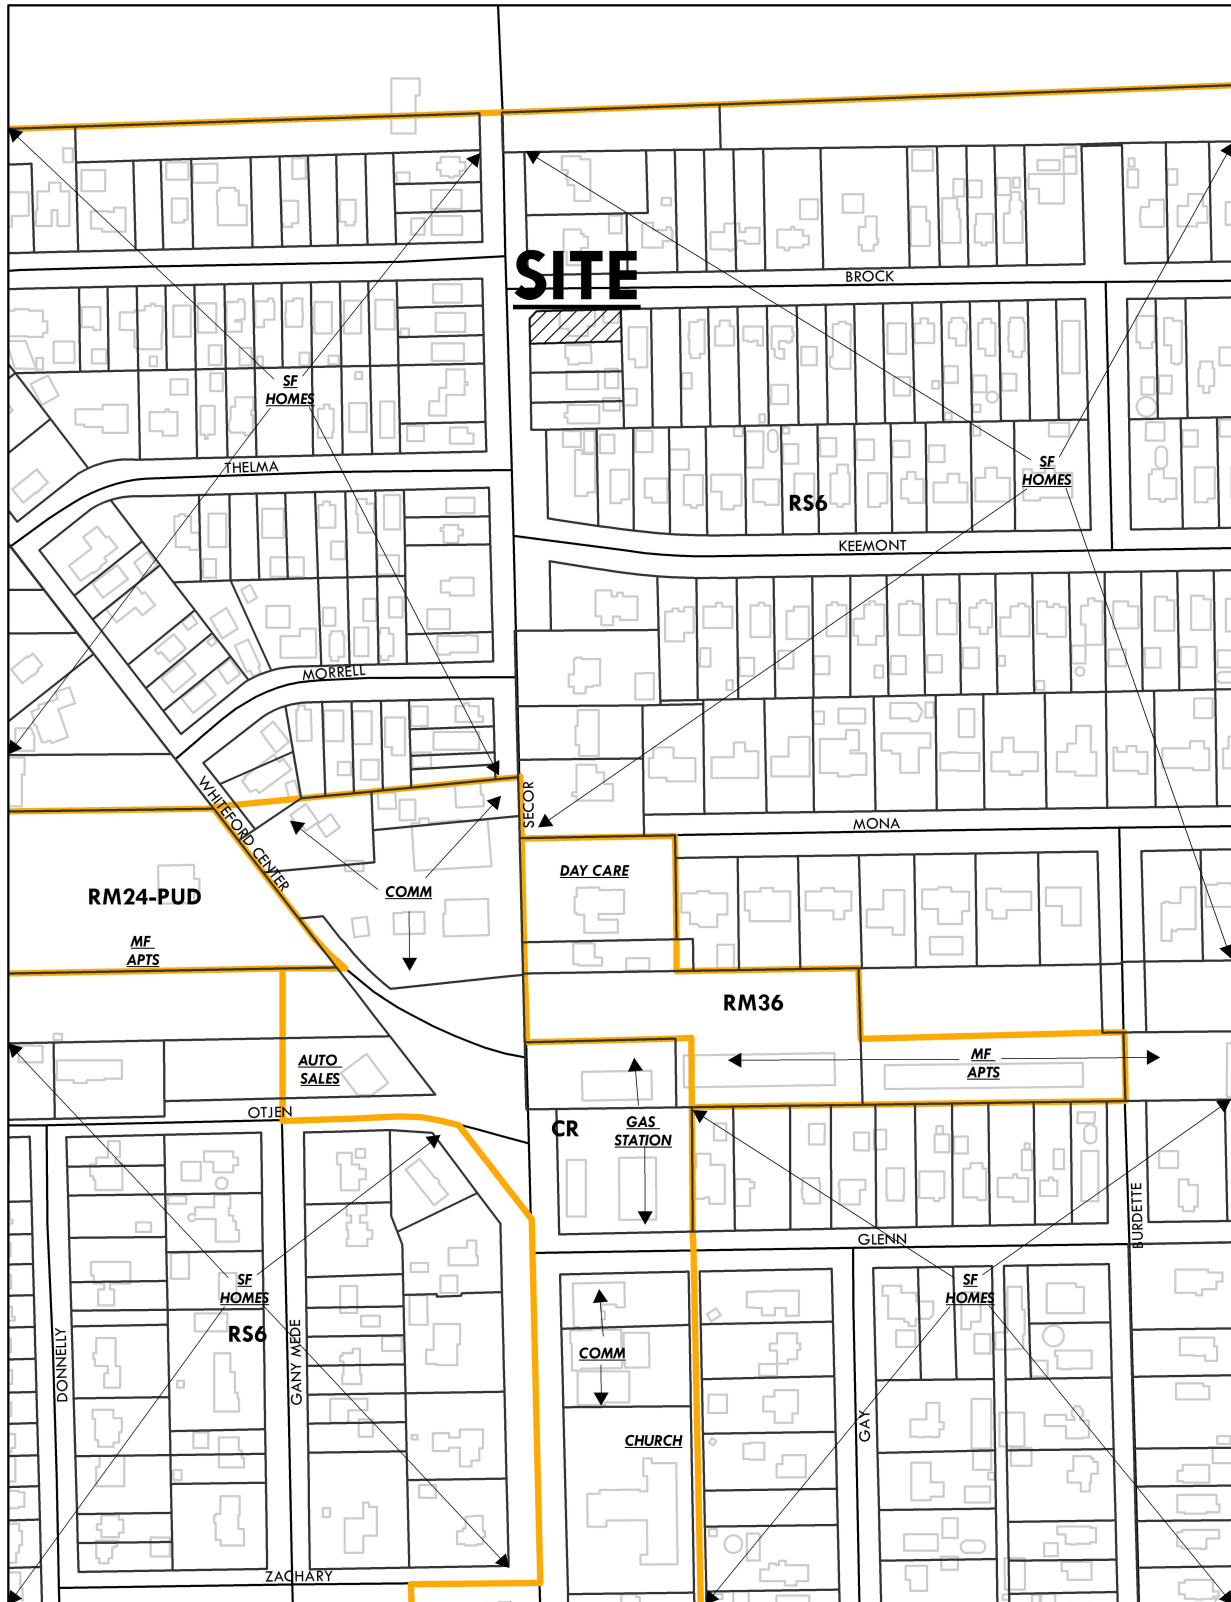 SITE
BROCK
SF
HOMES
THELMA
SF
HOMES
RS6
KEEMONT
MORRELL
WHITEFORD CENTER
SECOR
MONA
DAY CARE
COMM
RM24-PUD
MF
APTS
RM36
AUTO
SALES
MF
APTS
OTJEN
CR
GAS
STATION
BURDETTE
GLENN
SF
HOMES
SF
HOMES
RS6
DONNELLY
GANY MEDE
COMM
GAY
CHURCH
ZACHARY